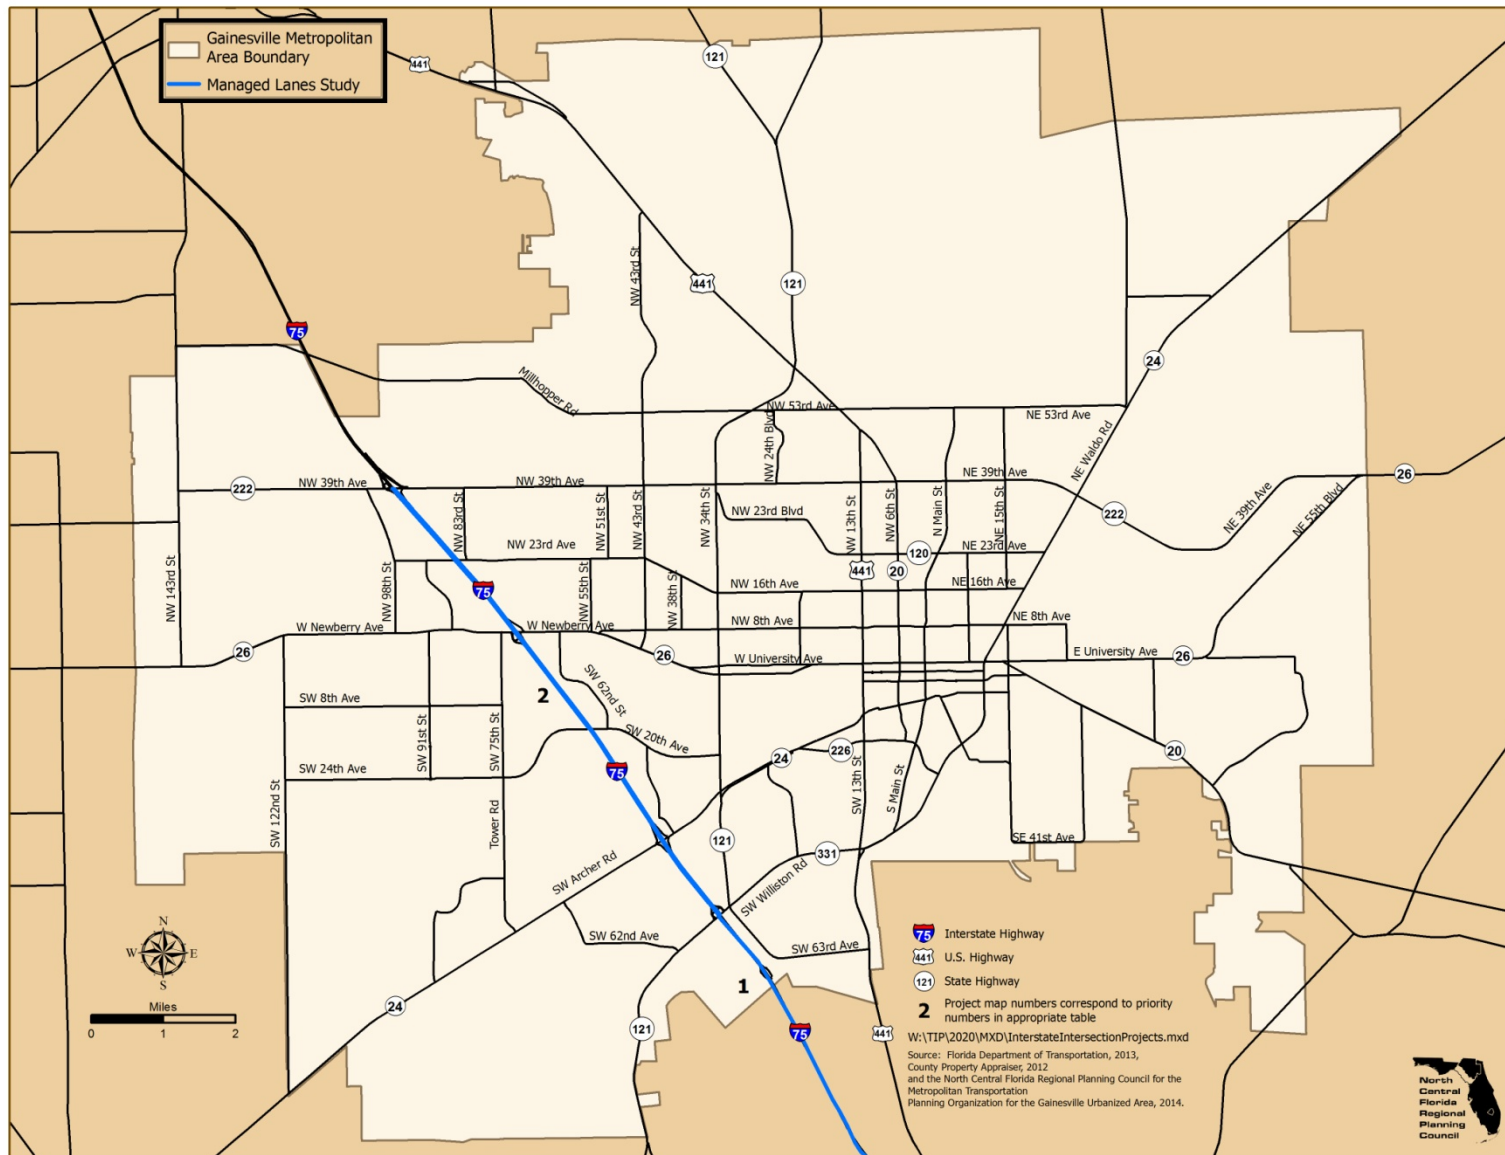 Gainesville Metropolitan
Area Boundary
Managed Lanes Study
441
121
75
NW 43rd St
441
121
24
Millhopper Rd
NW 53rd Ave
NE 53rd Ave
NW 24th Blvd
NE Waldo Rd
222
NW 39th Ave
NW 39th Ave
NE 39th Ave
26
NW 83rd St
NW 51st St
NW 43rd St
NW 34th St
NW 23rd Blvd
NW 13th St
NW 6th St
N Main St
NE 15th St
222
NE 39th Ave
NE 55th Blvd
NW 23rd Ave
120
NE 23rd Ave
NW 143rd St
NW 98th St
75
NW 55th St
NW 38th St
NW 16th Ave
441
20
NE 16th Ave
W Newberry Ave
W Newberry Ave
NW 8th Ave
NE 8th Ave
26
26
W University Ave
E University Ave
26
SW 8th Ave
2
SW 62nd St
SW 91st St
SW 75th St
SW 20th Ave
24
226
20
SW 24th Ave
75
SW 122nd St
Tower Rd
SW 13th St
S Main St
121
331
SE 41st Ave
SW Archer Rd
SW Williston Rd
SW 62nd Ave
SW 63rd Ave
1
24
121
75
441
N
W
E
S
Miles
0
1
2
75
Interstate Highway
441
U.S. Highway
121
State Highway
2
Project map numbers correspond to priority
numbers in appropriate table
W:\TIP\2020\MXD\InterstateIntersectionProjects.mxd
Source: Florida Department of Transportation, 2013,
County Property Appraiser, 2012
and the North Central Florida Regional Planning Council for the
Metropolitan Transportation
Planning Organization for the Gainesville Urbanized Area, 2014.
North
Central
Florida
Regional
Planning
Council